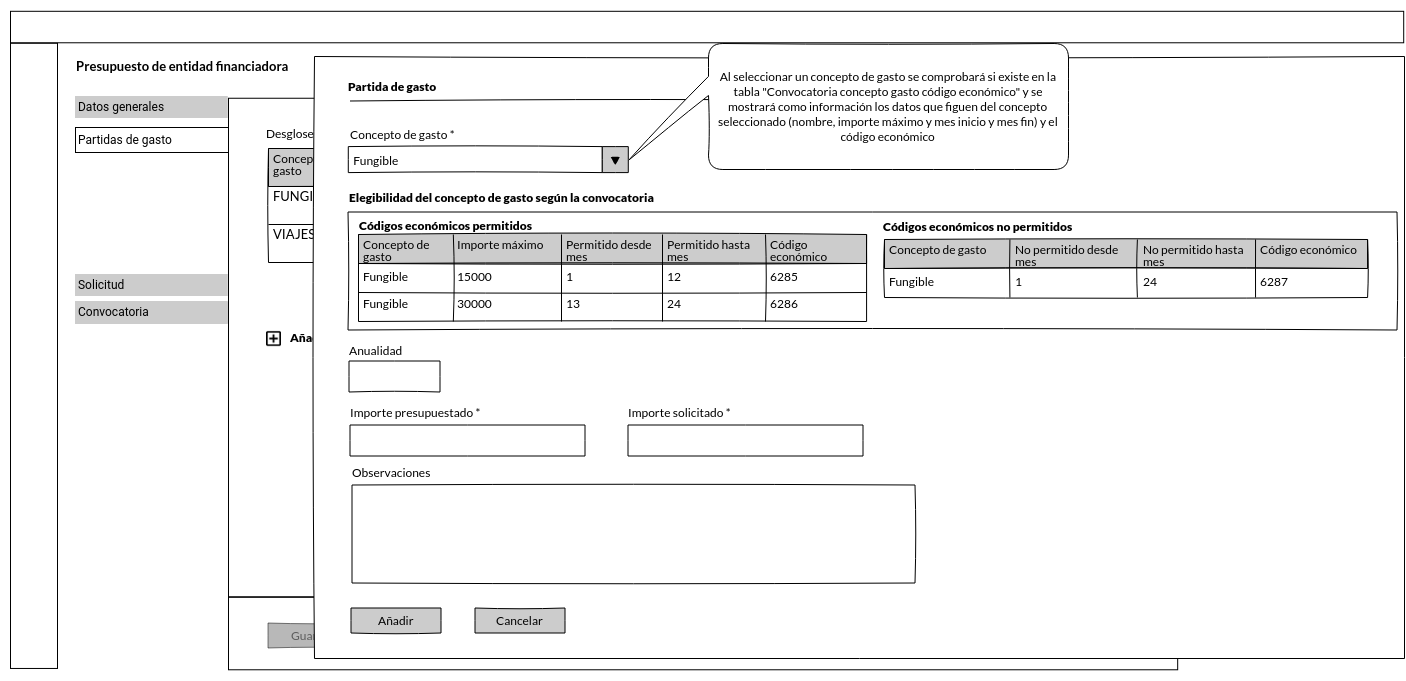 Presupuesto de entidad financiadora
Datos generales
Partidas de gasto
Solicitud
Convocatoria
Desglose
Concep
gasto
FUNGI
VIAJES
Aña
Guar
Partida de gasto
Al seleccionar un concepto de gasto se comprobará si existe en la
tabla "Convocatoria concepto gasto código económico" y se
mostrará como información los datos que figuen del concepto
seleccionado (nombre, importe máximo y mes inicio y mes fin) y el
código económico
Concepto de gasto *
Fungible
Elegibilidad del concepto de gasto según la convocatoria
Códigos económicos permitidos
Concepto de gasto Importe máximo Permitido desde mes Permitido hasta mes Código económico
Fungible 15000 1 12 6285
Fungible 30000 13 24 6286
Códigos económicos no permitidos
Concepto de gasto No permitido desde mes No permitido hasta mes Código económico
Fungible 1 24 6287
Anualidad
Importe presupuestado * Importe solicitado *
Observaciones
Añadir Cancelar